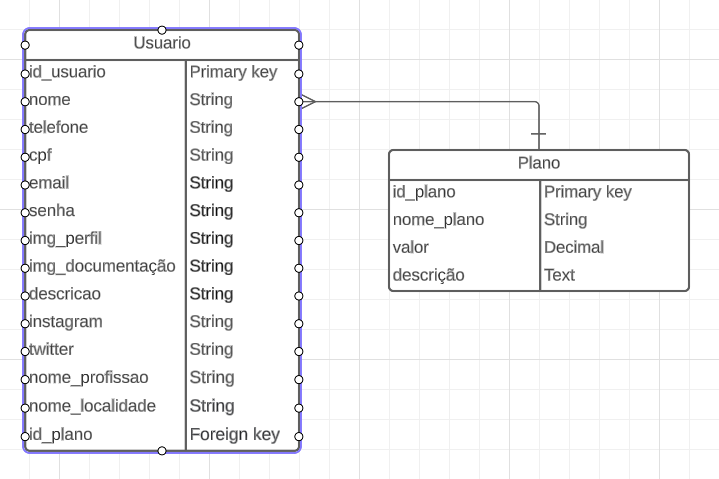 Usuario
id_usuario Primary key
nome String
telefone String
cpf String
email String
senha String
img_perfil String
img_documentação String
descricao String
instagram String
twitter String
nome_profissao String
nome_localidade String
id_plano Foreign key
Plano
id_plano Primary key
nome_plano String
valor Decimal
descrição Text